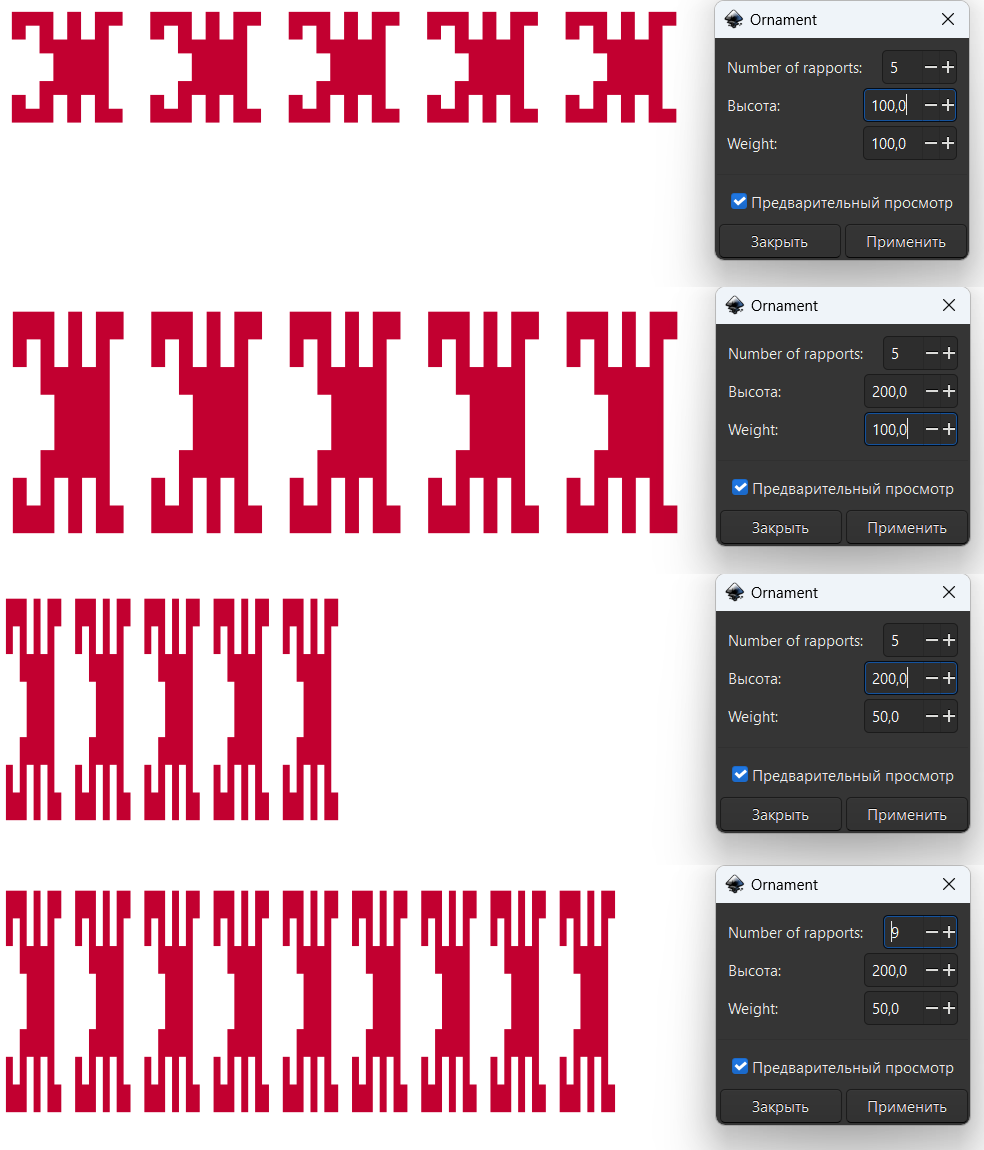 Ornament
Number of rapports: 5
Высота: 100,0
Weight: 100,0
Предварительный просмотр
Закрыть Применить
Ornament
Number of rapports: 5
Высота: 200,0
Weight: 100,0
Предварительный просмотр
Закрыть Применить
Ornament
Number of rapports: 5
Высота: 200,0
Weight: 50,0
Предварительный просмотр
Закрыть Применить
Ornament
Number of rapports: 9
Высота: 200,0
Weight: 50,0
Предварительный просмотр
Закрыть Применить